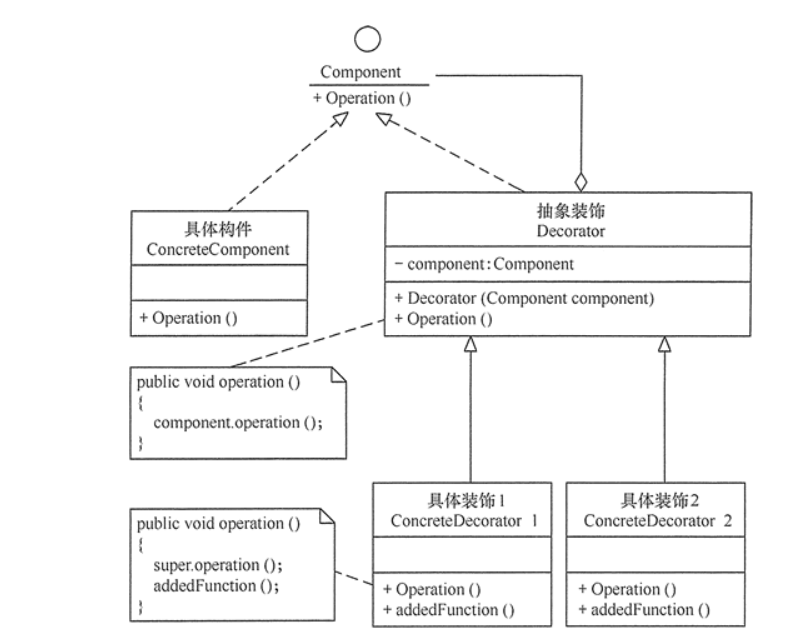 Component
+ Operation ()
具体构件
ConcreteComponent
+ Operation ()
抽象装饰
Decorator
− component:Component
+ Decorator (Component component)
+ Operation ()
public void operation ()
{
component.operation ();
}
具体装饰1
ConcreteDecorator 1
+ Operation ()
+ addedFunction ()
具体装饰2
ConcreteDecorator 2
+ Operation ()
+ addedFunction ()
public void operation ()
{
super.operation ();
addedFunction ();
}